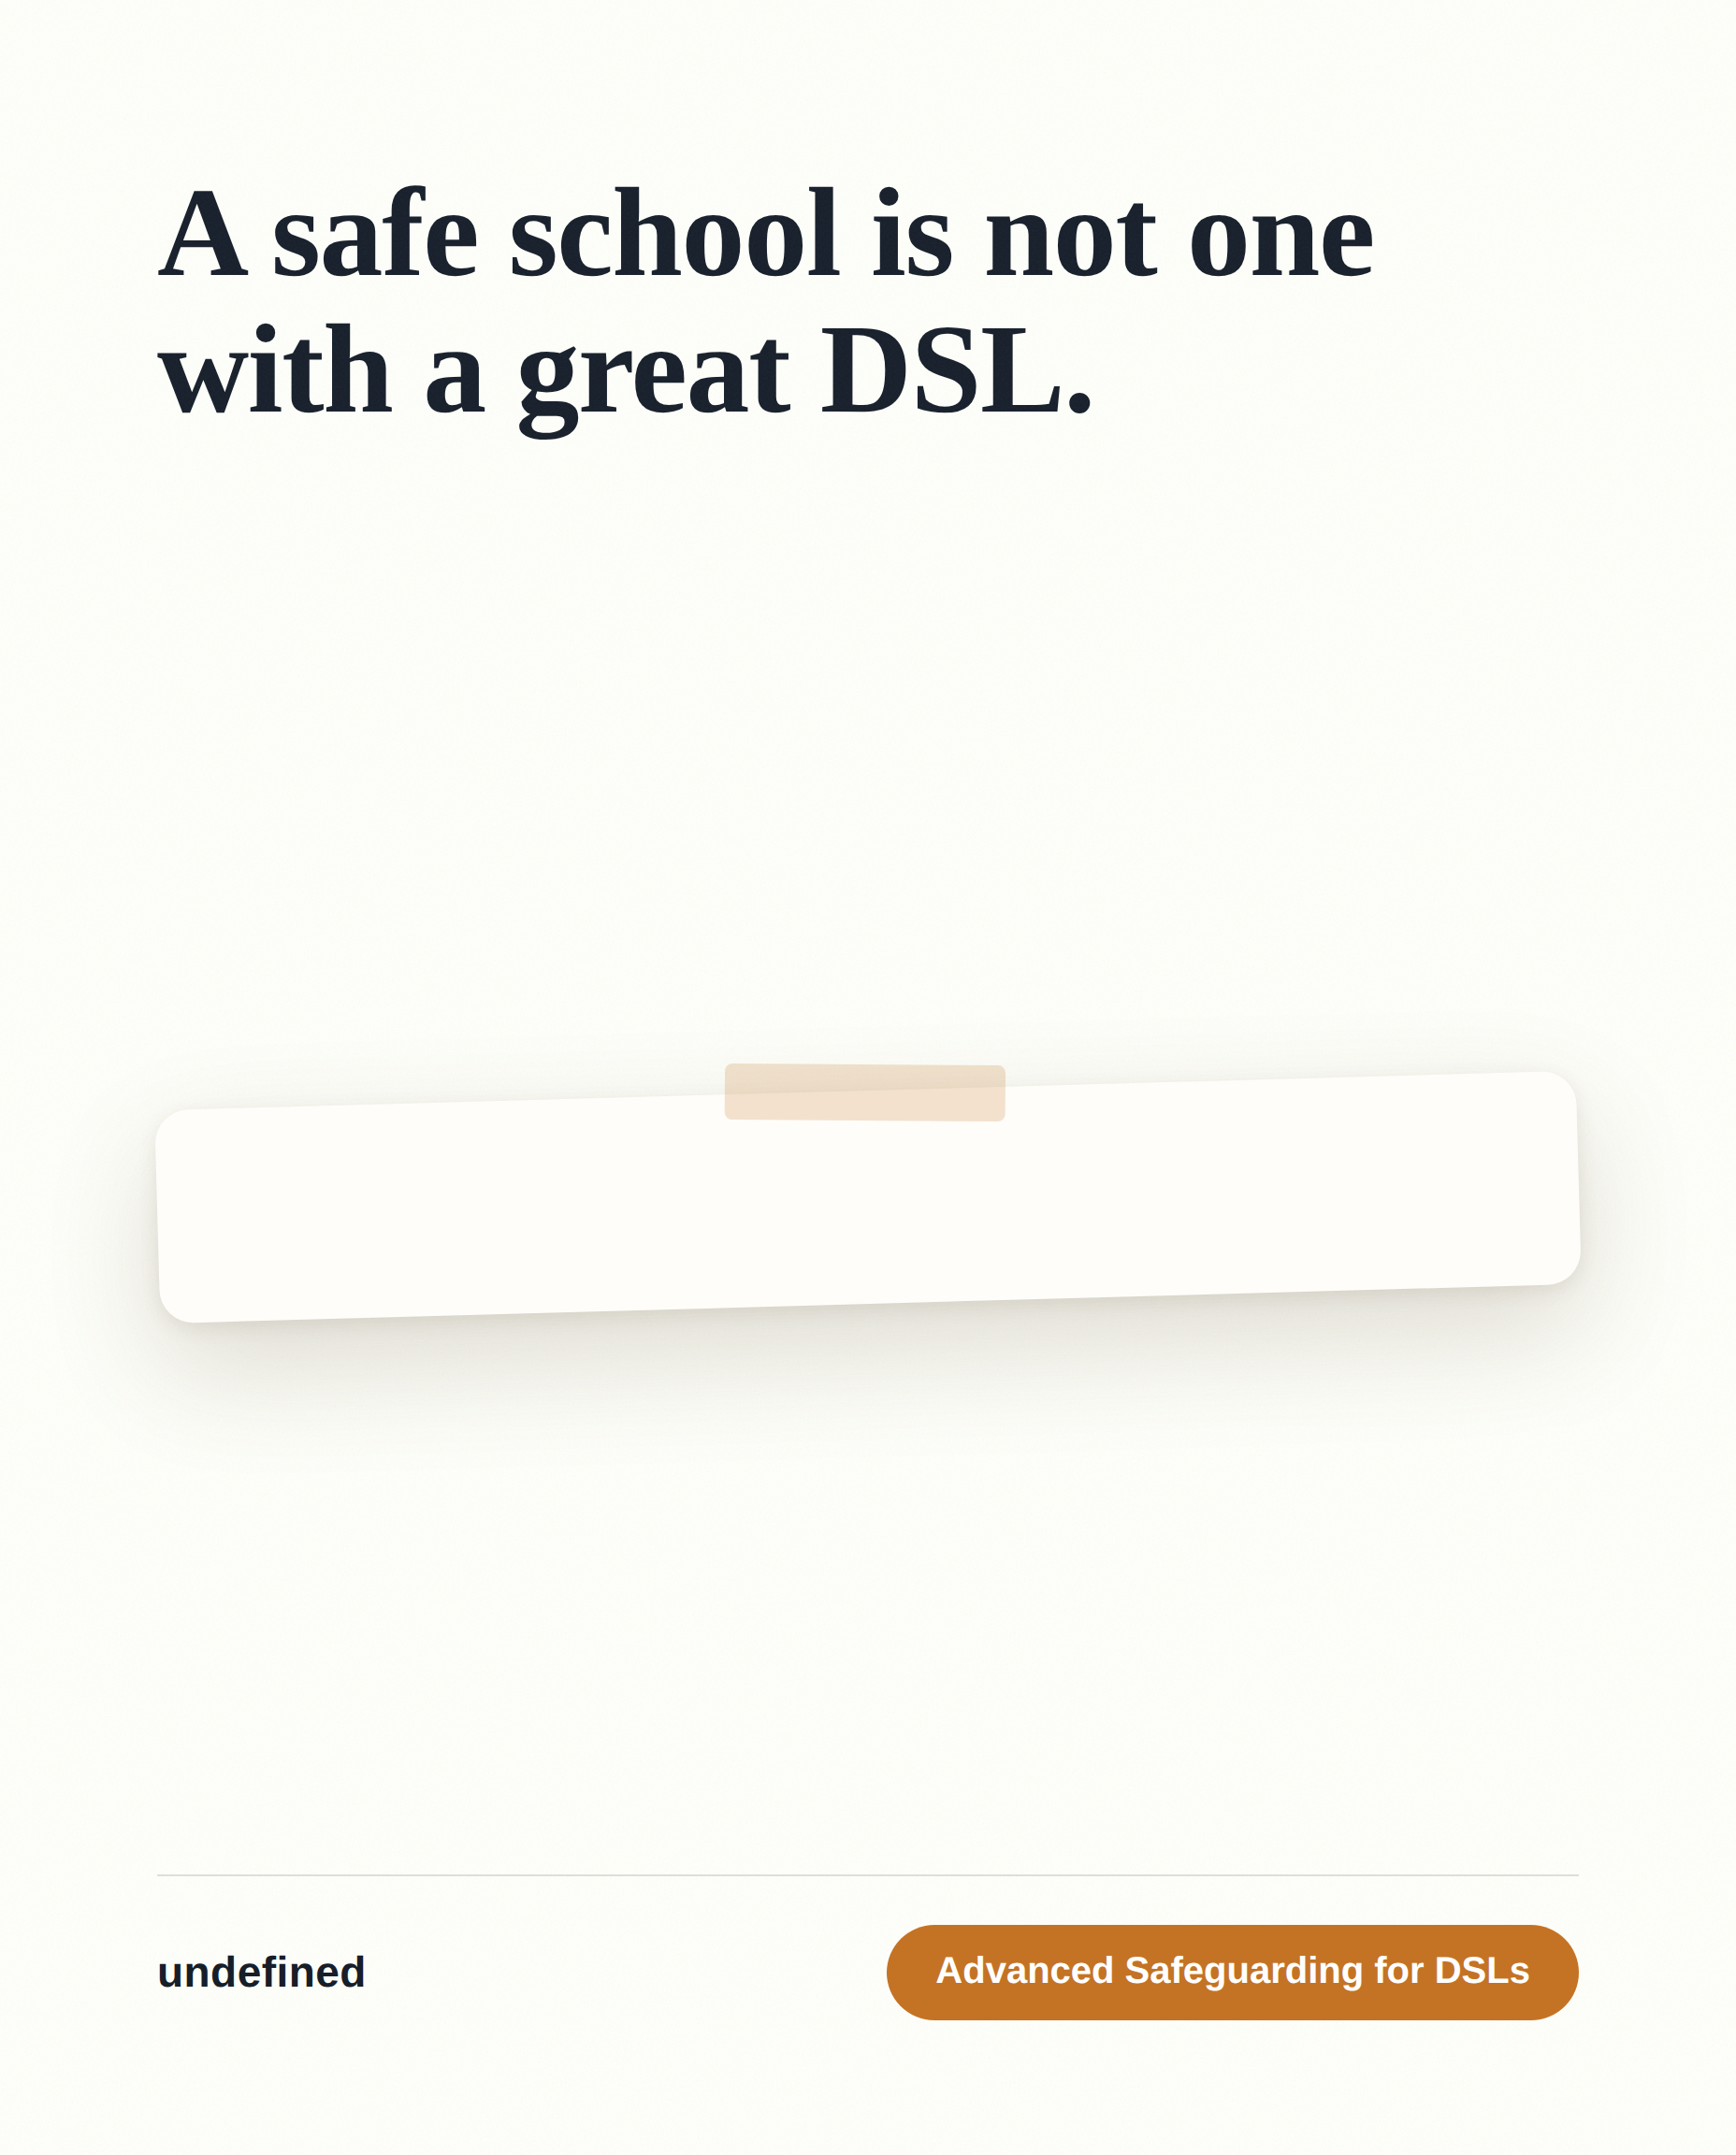 A safe school is not one
with a great DSL.
undefined
Advanced Safeguarding for DSLs